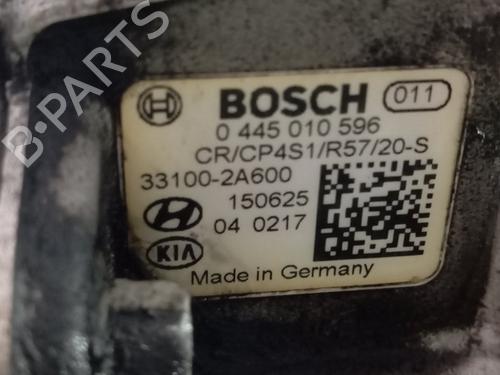 B-PARTS
BOSCH 011
0 445 010 596
CR/CP4S1/R57/20-S
33100-2A600
150625
04 0217
KIA
Made in Germany